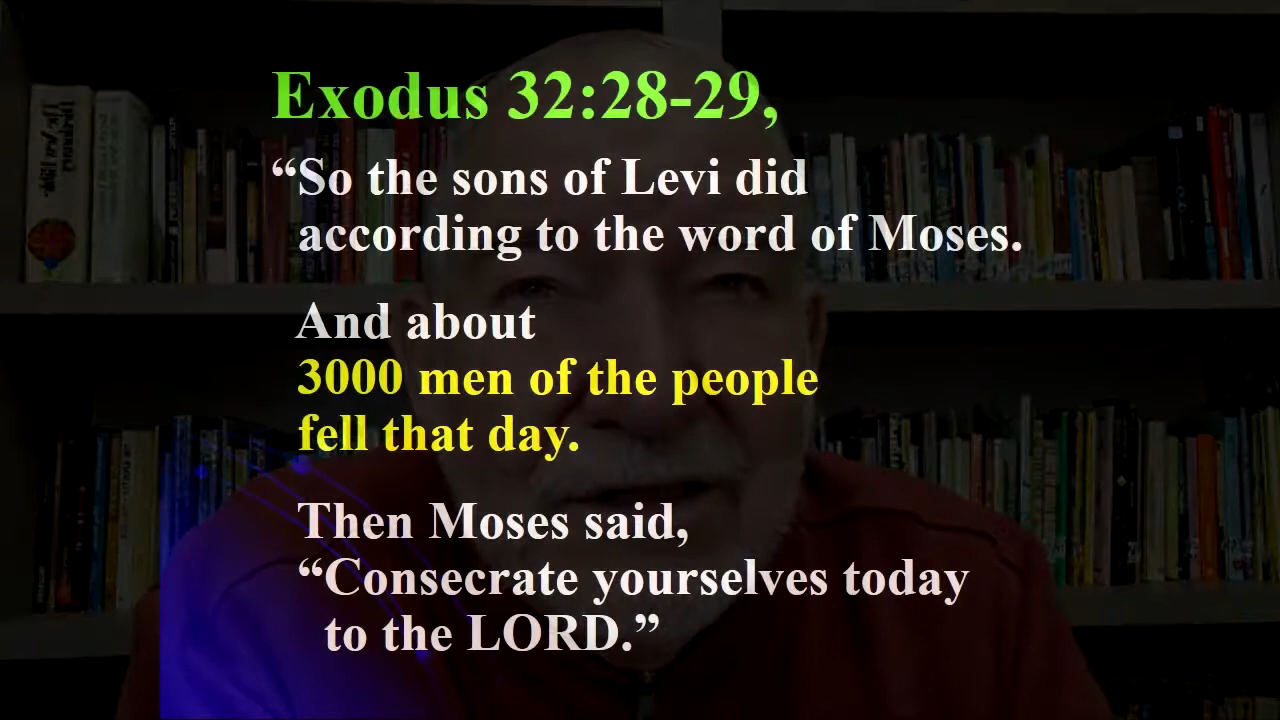 Exodus 32:28-29,
“So the sons of Levi did
according to the word of Moses.
And about
3000 men of the people
fell that day.
Then Moses said,
“Consecrate yourselves today
to the LORD.”